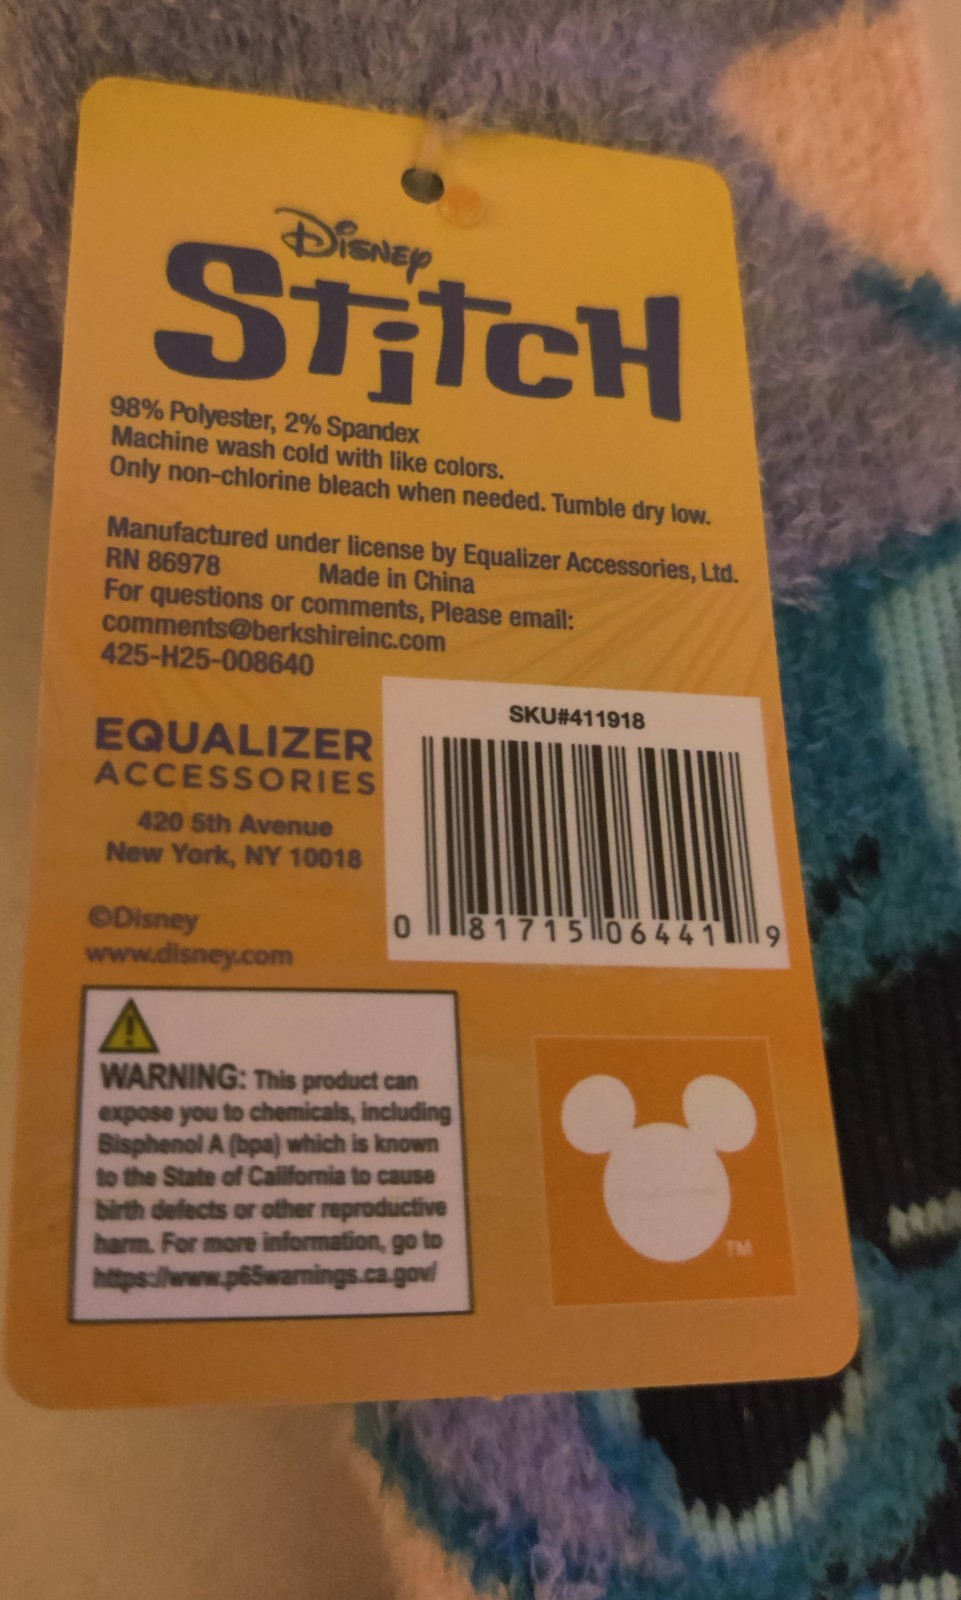 Disney
Stitch
98% Polyester, 2% Spandex
Machine wash cold with like colors.
Only non-chlorine bleach when needed. Tumble dry low.
Manufactured under license by Equalizer Accessories, Ltd.
RN 86978 Made in China
For questions or comments, Please email:
comments@berkshireinc.com
425-H25-008640
EQUALIZER
ACCESSORIES
420 5th Avenue
New York, NY 10018
©Disney
www.disney.com
SKU#411918
0 81715 06441 9
WARNING: This product can
expose you to chemicals, including
Bisphenol A (bpa) which is known
to the State of California to cause
birth defects or other reproductive
harm. For more information, go to
https://www.p65warnings.ca.gov/
TM